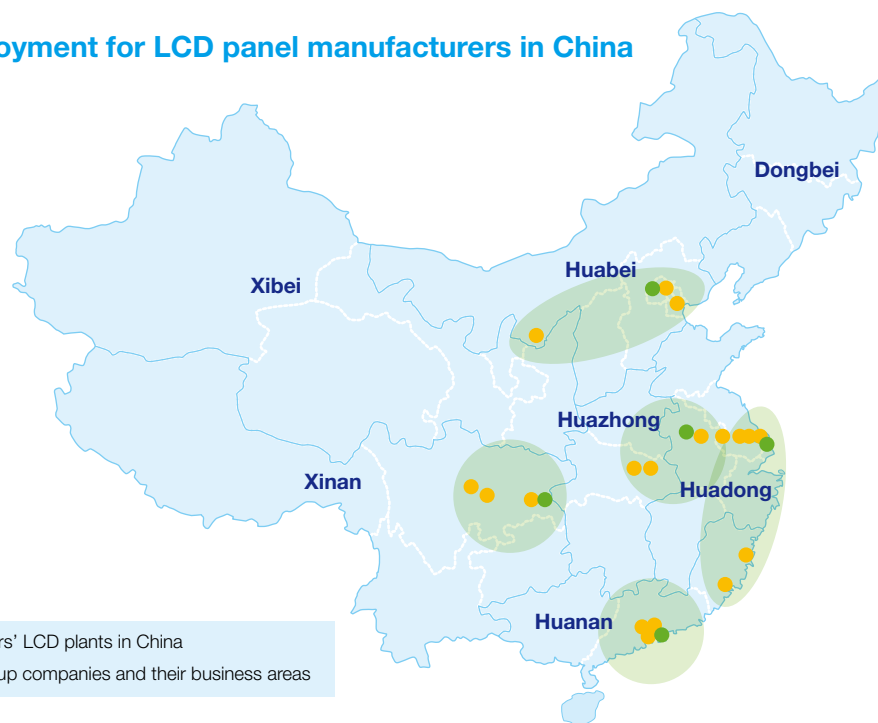 oyment for LCD panel manufacturers in China
Dongbei
Huabei
Xibei
Huazhong
Xinan
Huadong
Huanan
rs' LCD plants in China
up companies and their business areas